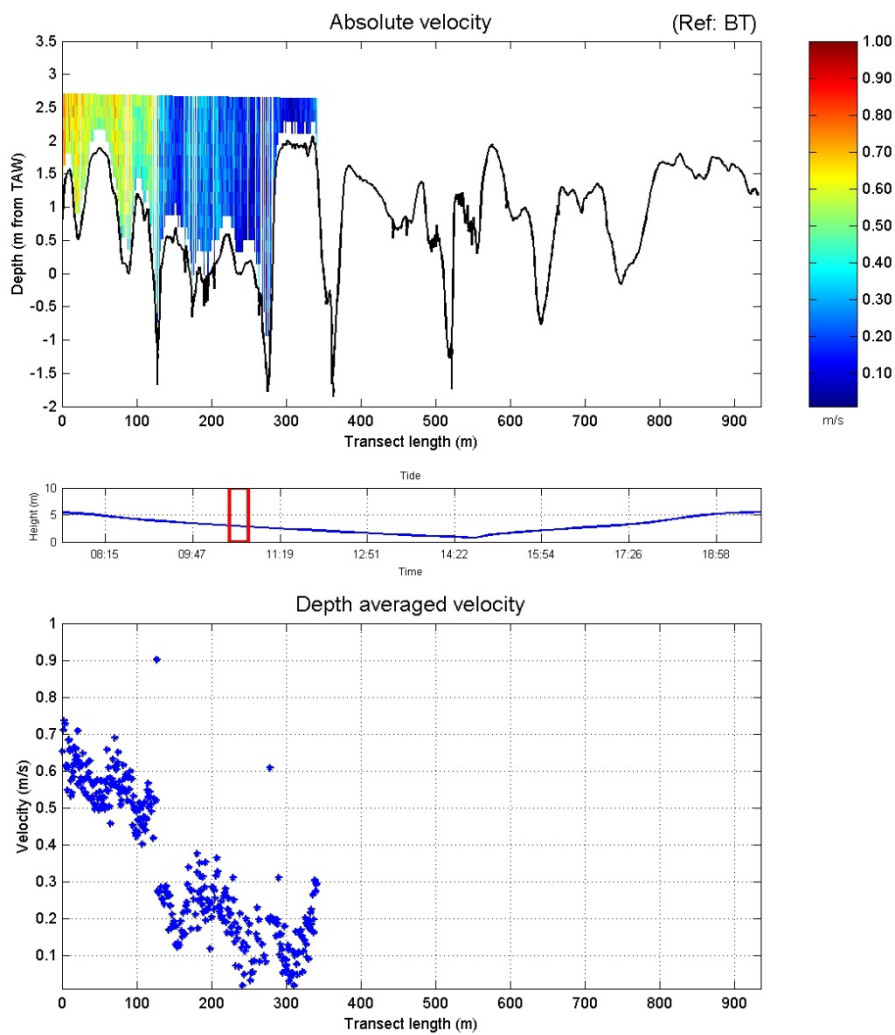 Absolute velocity (Ref: BT)
3.5
3
2.5
2
1.5
1
0.5
0
-0.5
-1
-1.5
-2
Depth (m from TAW)
0 100 200 300 400 500 600 700 800 900
Transect length (m)
1.00
0.90
0.80
0.70
0.60
0.50
0.40
0.30
0.20
0.10
m/s
Tide
10
5
0
Height (m)
08:15 09:47 11:19 12:51 14:22 15:54 17:26 18:58
Time
Depth averaged velocity
1
0.9
0.8
0.7
0.6
0.5
0.4
0.3
0.2
0.1
Velocity (m/s)
0 100 200 300 400 500 600 700 800 900
Transect length (m)